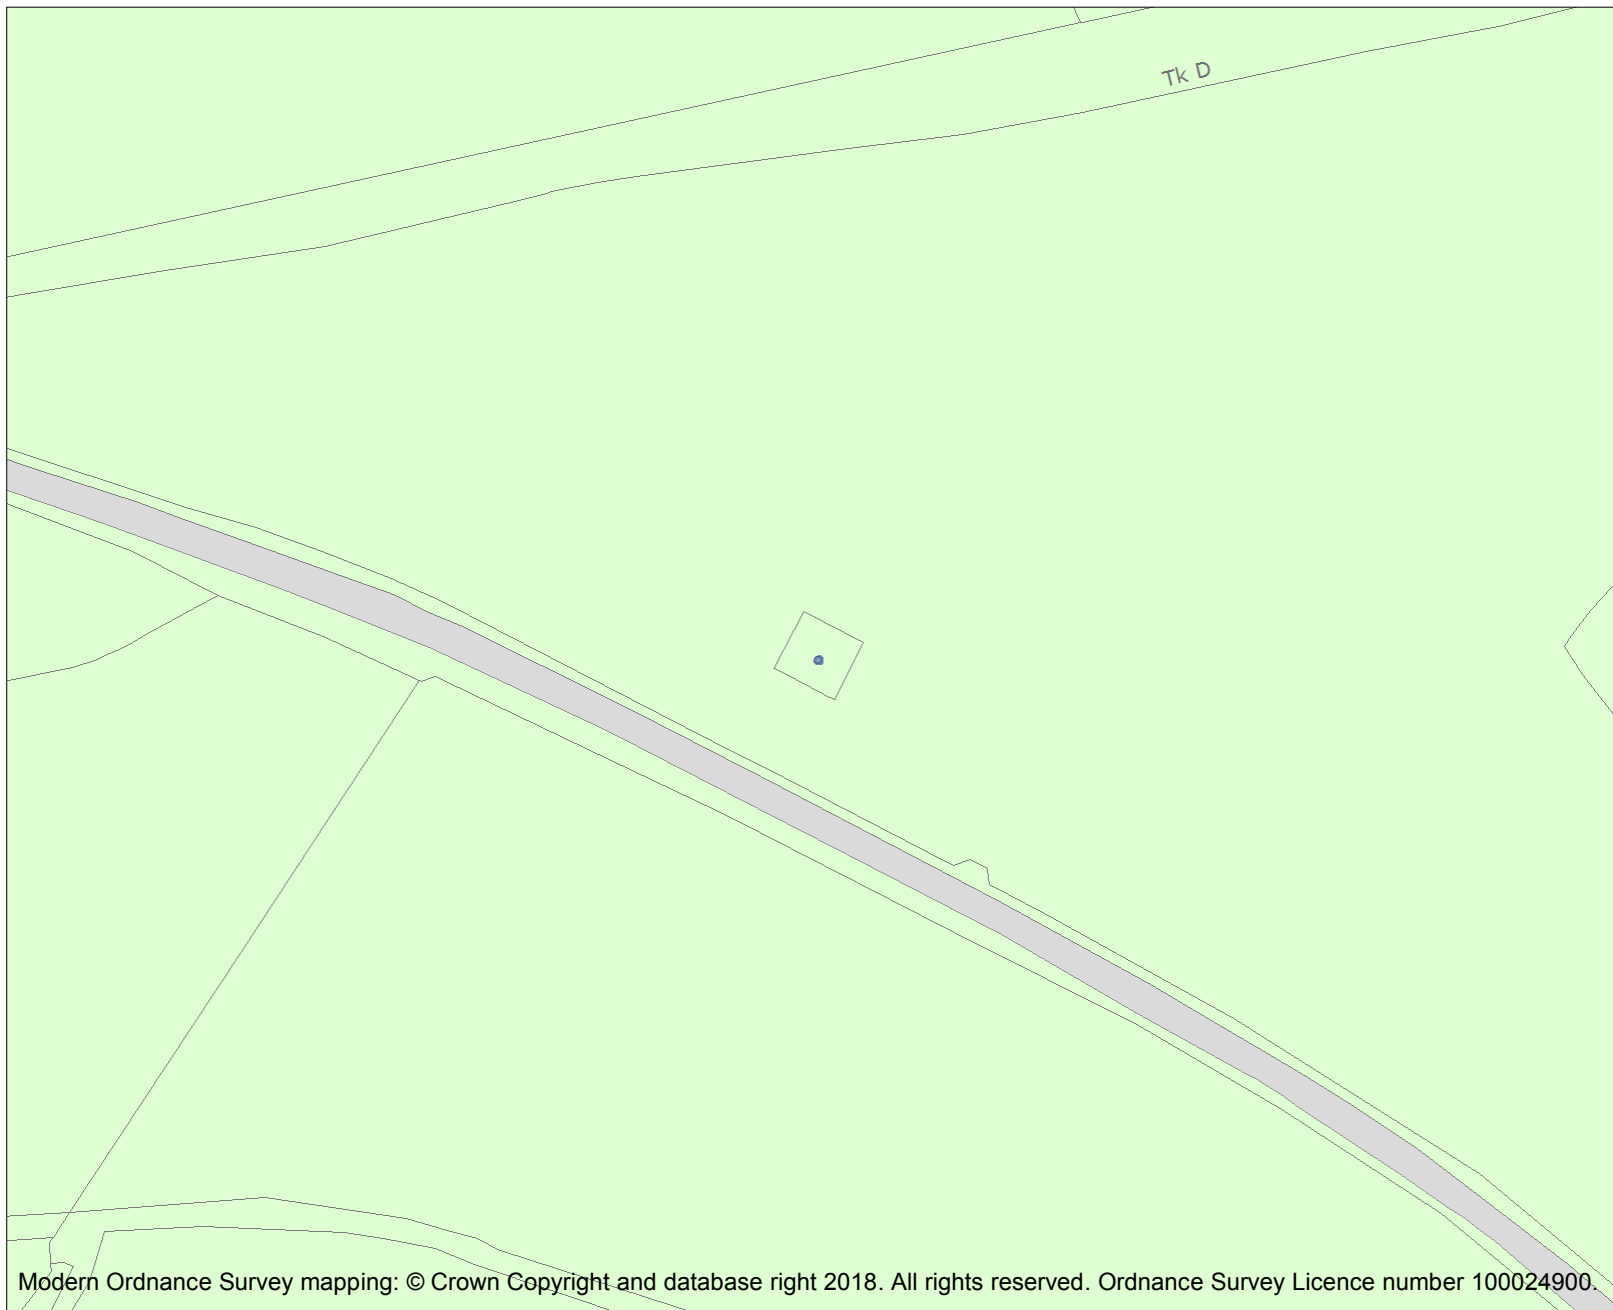 Tk D
Modern Ordnance Survey mapping: © Crown Copyright and database right 2018. All rights reserved. Ordnance Survey Licence number 100024900.